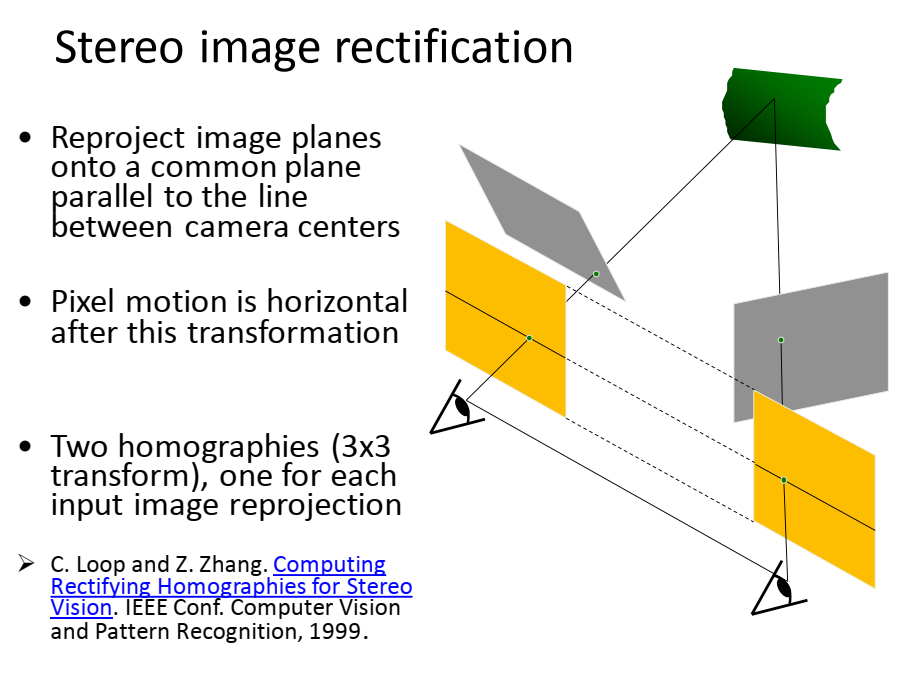 Stereo image rectification
• Reproject image planes
onto a common plane
parallel to the line
between camera centers
• Pixel motion is horizontal
after this transformation
• Two homographies (3x3
transform), one for each
input image reprojection
➢ C. Loop and Z. Zhang. Computing
Rectifying Homographies for Stereo
Vision. IEEE Conf. Computer Vision
and Pattern Recognition, 1999.